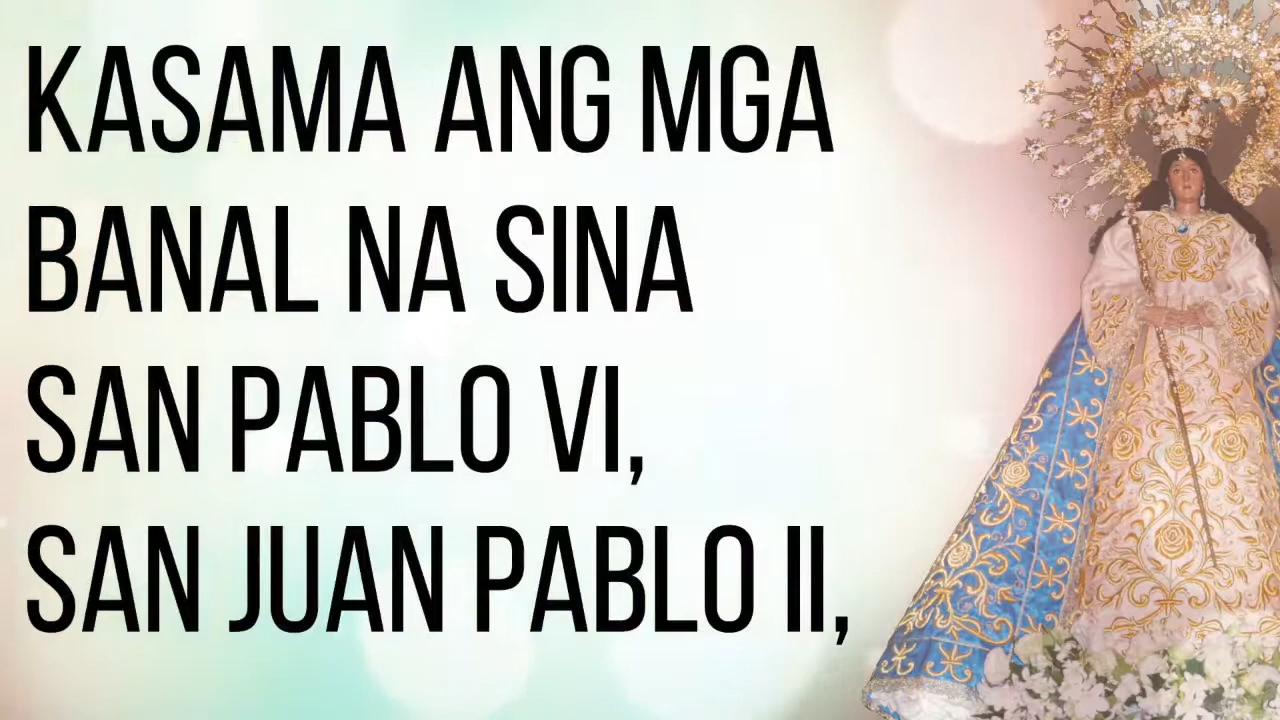 KASAMA ANG MGA
BANAL NA SINA
SAN PABLO VI,
SAN JUAN PABLO II,